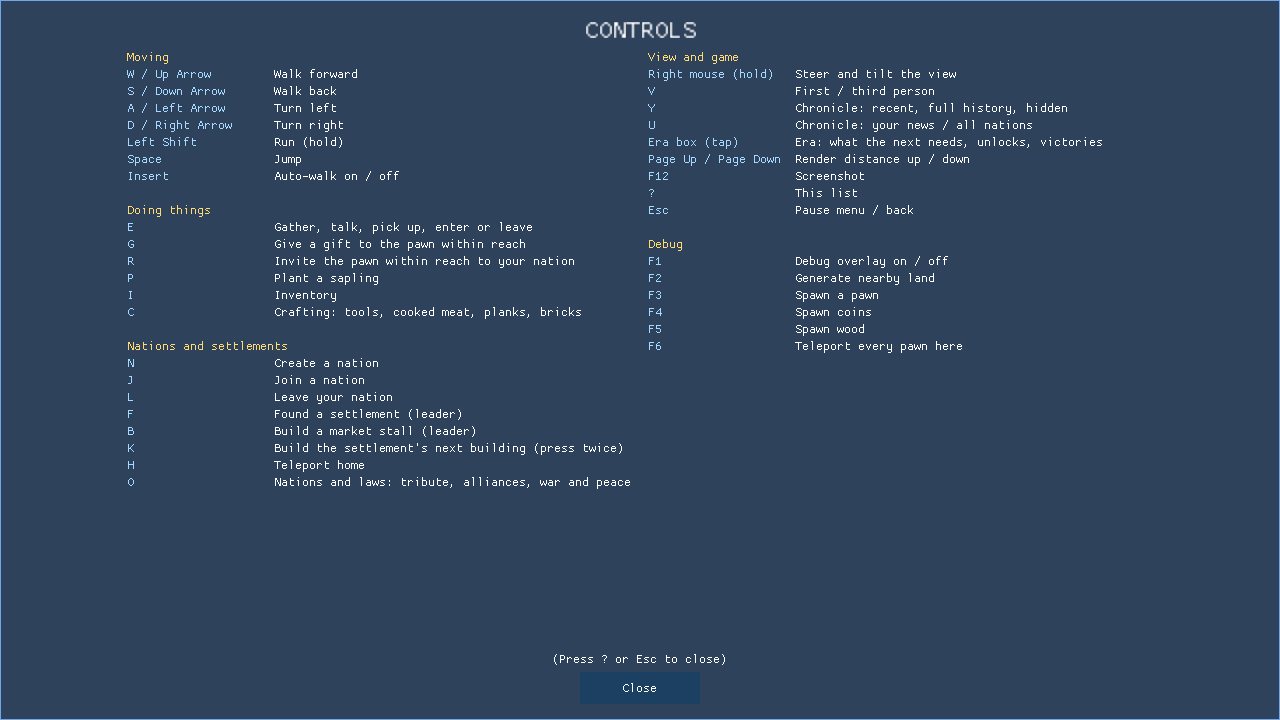 CONTROLS
Moving
W / Up Arrow Walk forward
S / Down Arrow Walk back
A / Left Arrow Turn left
D / Right Arrow Turn right
Left Shift Run (hold)
Space Jump
Insert Auto-walk on / off
Doing things
E Gather, talk, pick up, enter or leave
G Give a gift to the pawn within reach
R Invite the pawn within reach to your nation
P Plant a sapling
I Inventory
C Crafting: tools, cooked meat, planks, bricks
Nations and settlements
N Create a nation
J Join a nation
L Leave your nation
F Found a settlement (leader)
B Build a market stall (leader)
K Build the settlement's next building (press twice)
H Teleport home
O Nations and laws: tribute, alliances, war and peace
View and game
Right mouse (hold) Steer and tilt the view
V First / third person
Y Chronicle: recent, full history, hidden
U Chronicle: your news / all nations
Era box (tap) Era: what the next needs, unlocks, victories
Page Up / Page Down Render distance up / down
F12 Screenshot
? This list
Esc Pause menu / back
Debug
F1 Debug overlay on / off
F2 Generate nearby land
F3 Spawn a pawn
F4 Spawn coins
F5 Spawn wood
F6 Teleport every pawn here
(Press ? or Esc to close)
Close